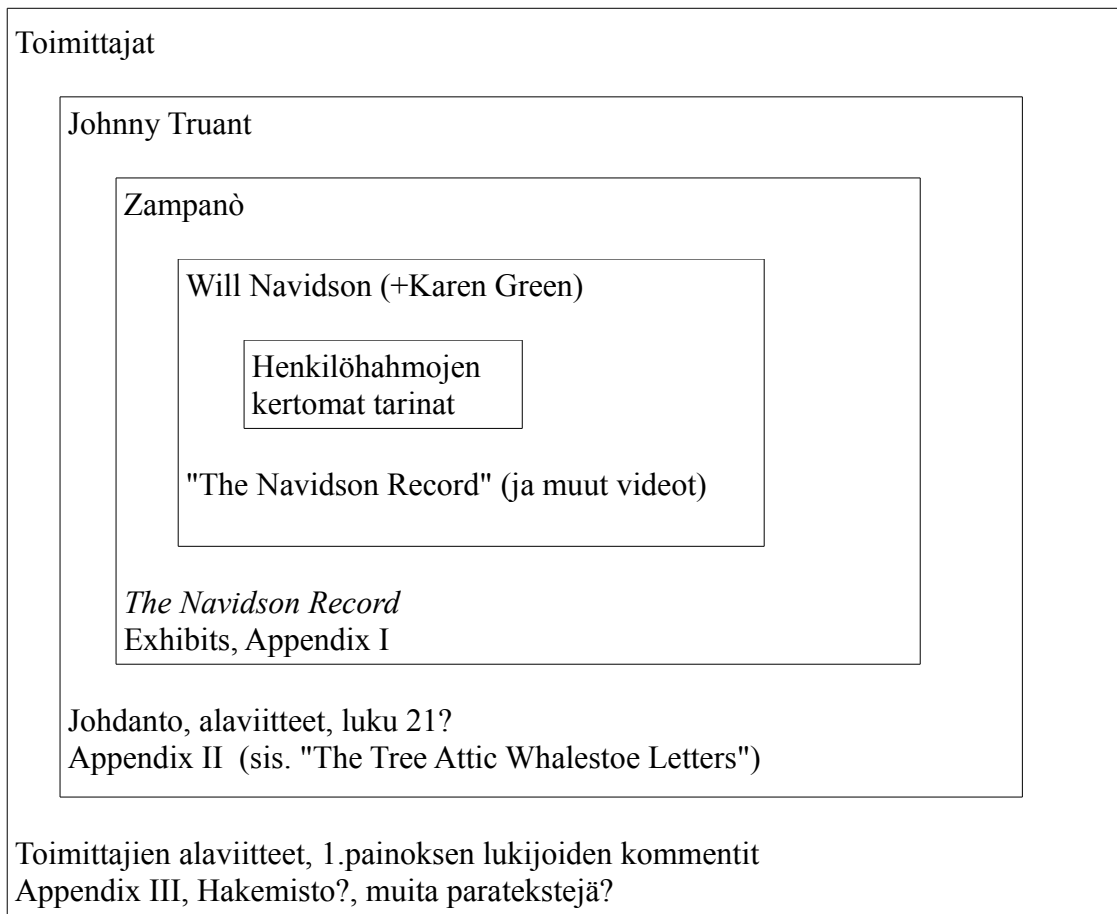 Toimittajat
Johnny Truant
Zampanò
Will Navidson (+Karen Green)
Henkilöhahmojen
kertomat tarinat
"The Navidson Record" (ja muut videot)
The Navidson Record
Exhibits, Appendix I
Johdanto, alaviitteet, luku 21?
Appendix II  (sis. "The Tree Attic Whalestoe Letters")
Toimittajien alaviitteet, 1.painoksen lukijoiden kommentit
Appendix III, Hakemisto?, muita paratekstejä?